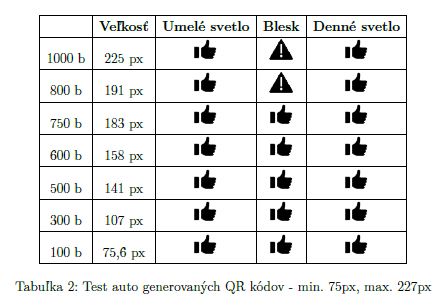 Veľkosť Umelé svetlo Blesk Denné svetlo
1000 b 225 px
800 b 191 px
750 b 183 px
600 b 158 px
500 b 141 px
300 b 107 px
100 b 75,6 px
Tabuľka 2: Test auto generovaných QR kódov - min. 75px, max. 227px